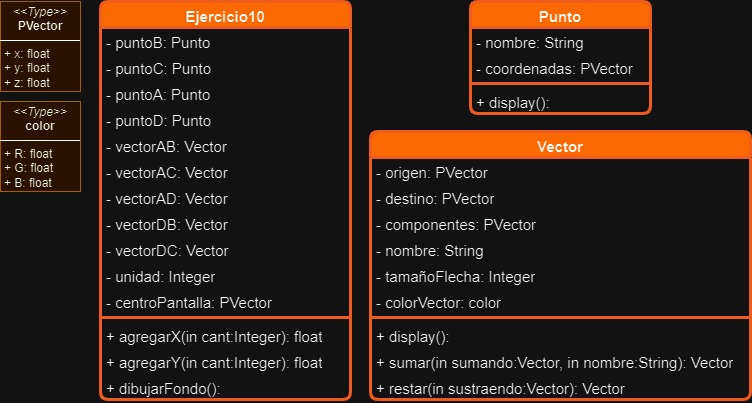 <<Type>>
PVector
+ x: float
+ y: float
+ z: float
<<Type>>
color
+ R: float
+ G: float
+ B: float
Ejercicio10
- puntoB: Punto
- puntoC: Punto
- puntoA: Punto
- puntoD: Punto
- vectorAB: Vector
- vectorAC: Vector
- vectorAD: Vector
- vectorDB: Vector
- vectorDC: Vector
- unidad: Integer
- centroPantalla: PVector
+ agregarX(in cant:Integer): float
+ agregarY(in cant:Integer): float
+ dibujarFondo():
Punto
- nombre: String
- coordenadas: PVector
+ display():
Vector
- origen: PVector
- destino: PVector
- componentes: PVector
- nombre: String
- tamañoFlecha: Integer
- colorVector: color
+ display():
+ sumar(in sumando:Vector, in nombre:String): Vector
+ restar(in sustraendo:Vector): Vector